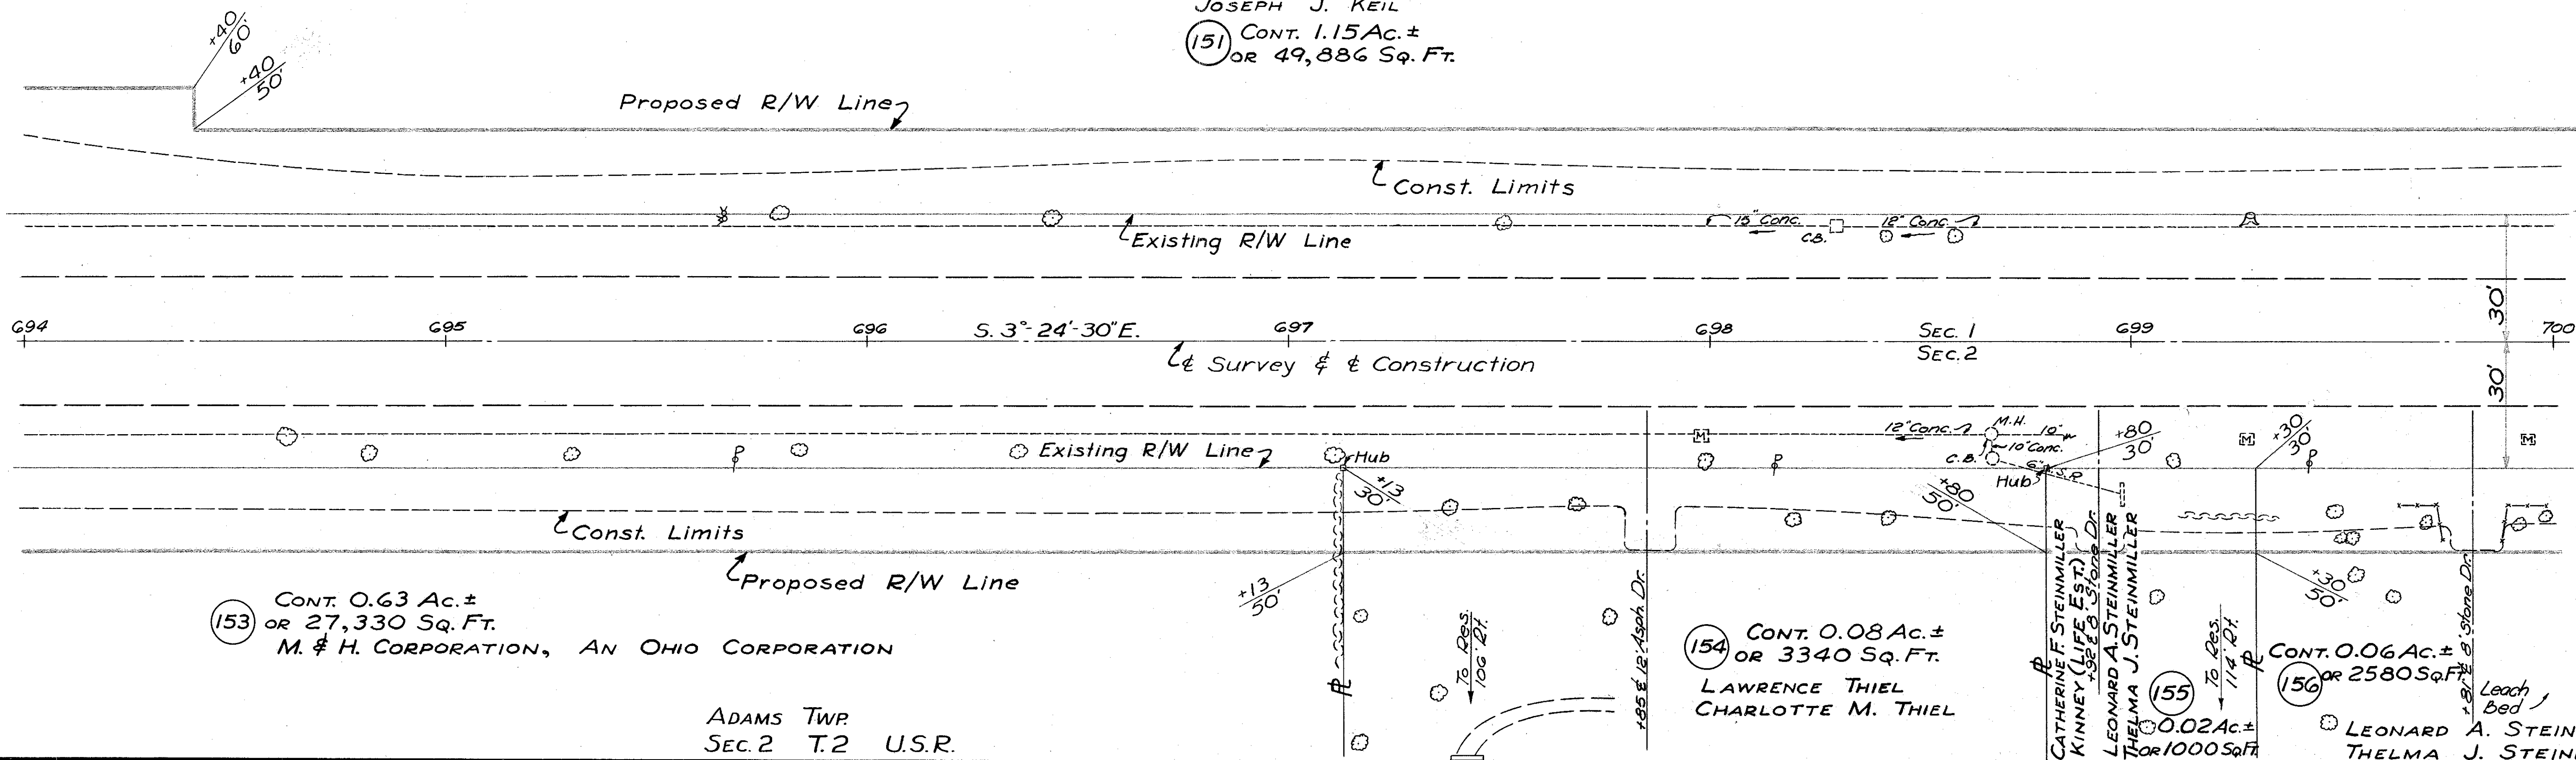 JOSEPH J. KEIL
151 CONT. 1.15 Ac. ±
OR 49,886 SQ. FT.
+40
60'
+40
50'
Proposed R/W Line
Const. Limits
Existing R/W Line
15" Conc.
C.B.
12" Conc.
30'
694 695 696 S. 3°-24'-30" E. 697 698 SEC. 1 699 700
SEC. 2
℄ Survey & ℄ Construction
30'
Existing R/W Line
Hub
+13
30'
M
12" Conc.
M.H. 10"
10" Conc.
C.B.
6" S.P.
Hub
+80
30'
+80
50'
M
+30
30'
M
Const. Limits
Proposed R/W Line
+13
50'
+30
50'
153 CONT. 0.63 Ac. ±
OR 27,330 SQ. FT.
M. & H. CORPORATION, AN OHIO CORPORATION
ADAMS TWP.
SEC. 2 T.2 U.S.R.
PL
To Res.
106' Rt.
+85 ℄ 12' Asph. Dr.
154 CONT. 0.08 Ac. ±
OR 3340 SQ. FT.
LAWRENCE THIEL
CHARLOTTE M. THIEL
PL
CATHERINE F. STEINMILLER
KINNEY (LIFE EST.)
+92 ℄ 8' Stone Dr.
LEONARD A. STEINMILLER
THELMA J. STEINMILLER
155
0.02 Ac. ±
OR 1000 SQ. FT.
To Res.
114' Rt.
PL
156 CONT. 0.06 Ac. ±
OR 2580 SQ. FT.
+81 ℄ 8' Stone Dr.
Leach
Bed
LEONARD A. STEIN
THELMA J. STEIN